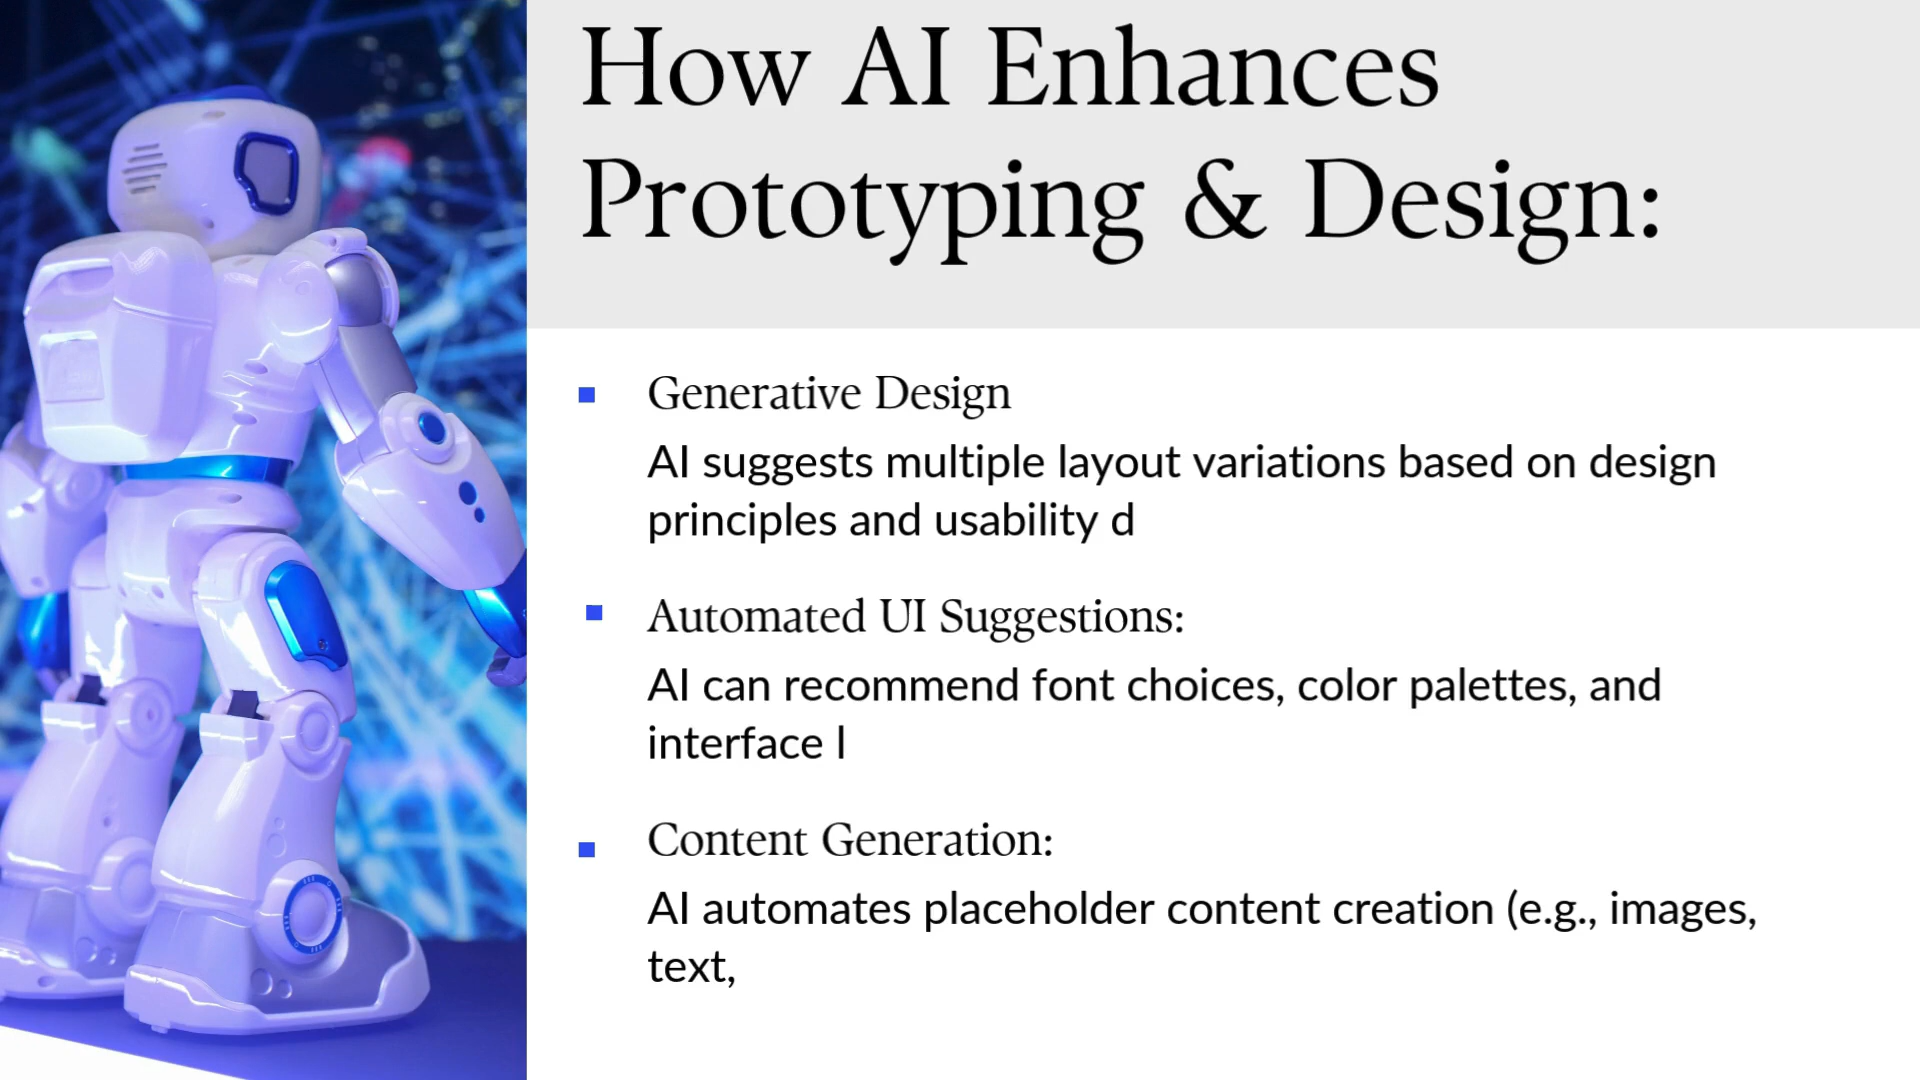 How AI Enhances
Prototyping & Design:
Generative Design
AI suggests multiple layout variations based on design
principles and usability d
Automated UI Suggestions:
AI can recommend font choices, color palettes, and
interface l
Content Generation:
AI automates placeholder content creation (e.g., images,
text,